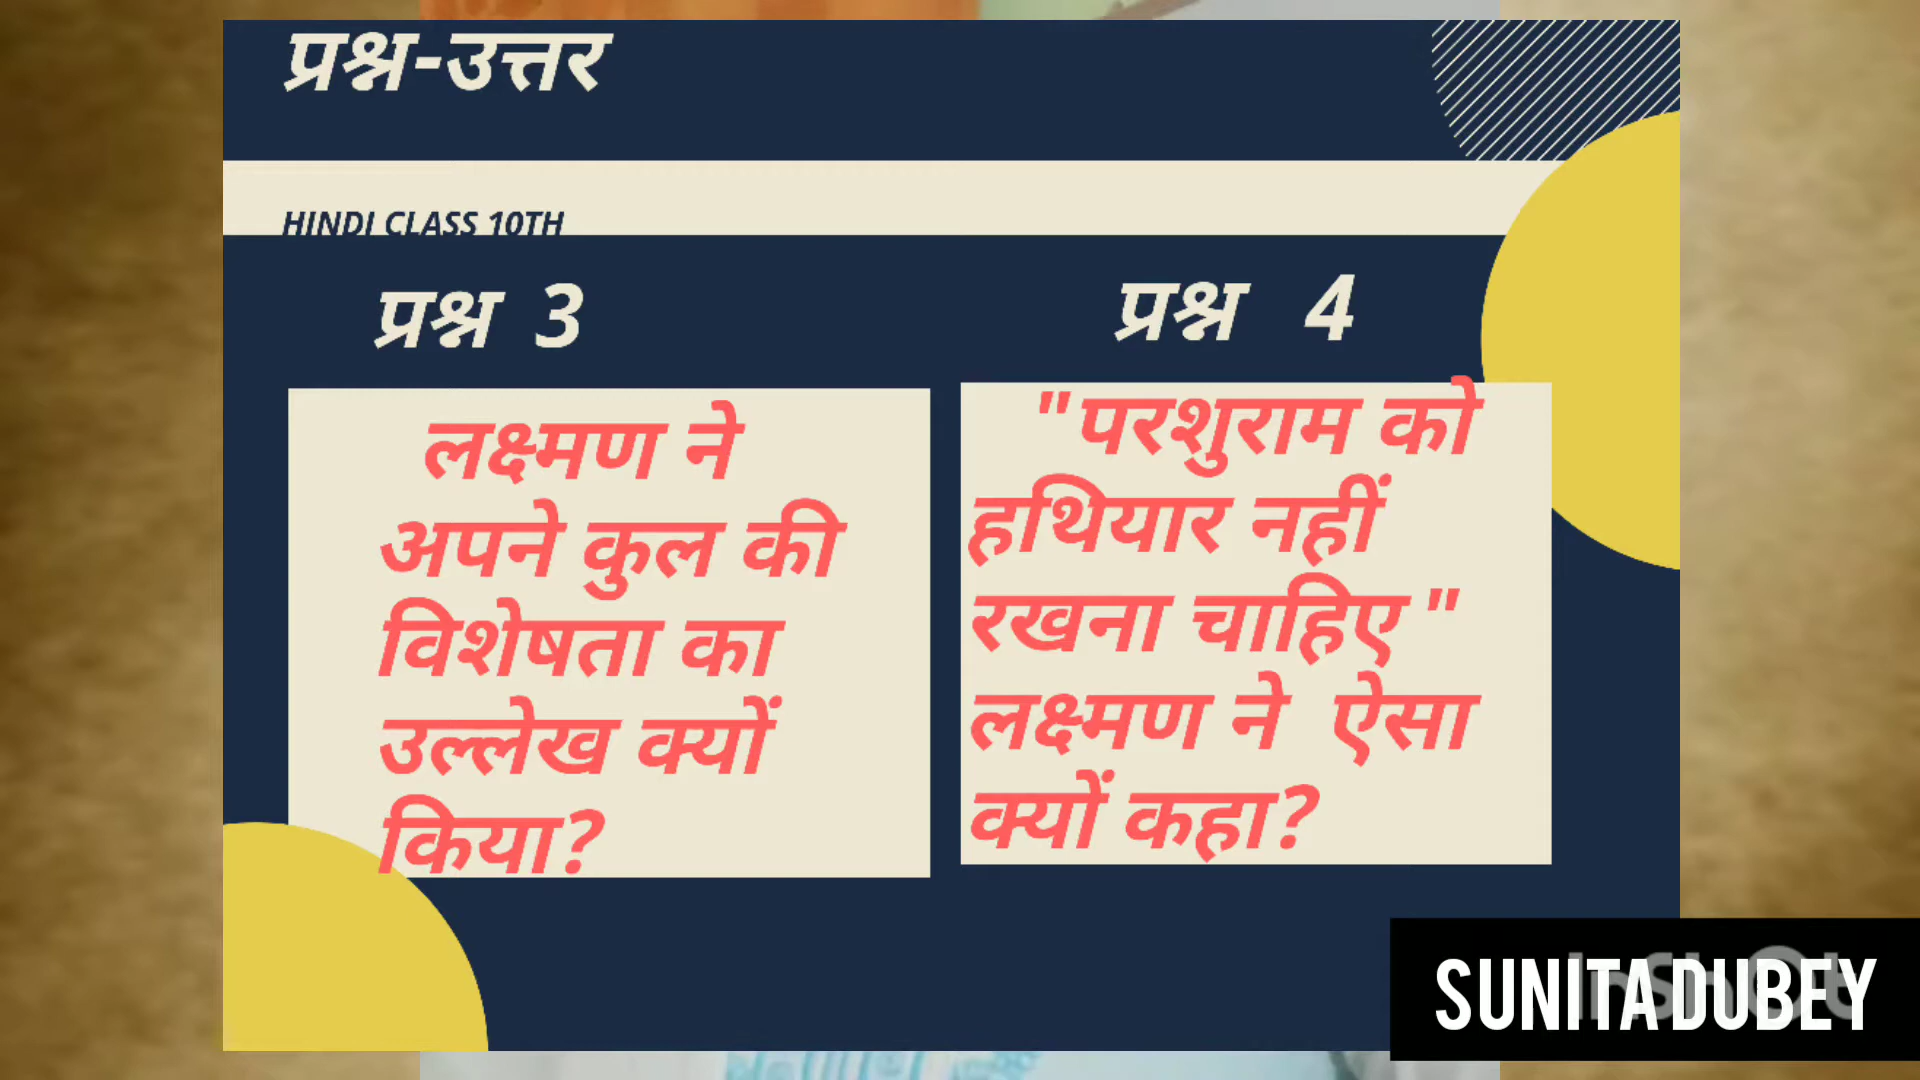 प्रश्न-उत्तर
HINDI CLASS 10TH
प्रश्न 3
लक्ष्मण ने
अपने कुल की
विशेषता का
उल्लेख क्यों
किया?
प्रश्न 4
"परशुराम को
हथियार नहीं
रखना चाहिए "
लक्ष्मण ने ऐसा
क्यों कहा?
SUNITA DUBEY
InShOt